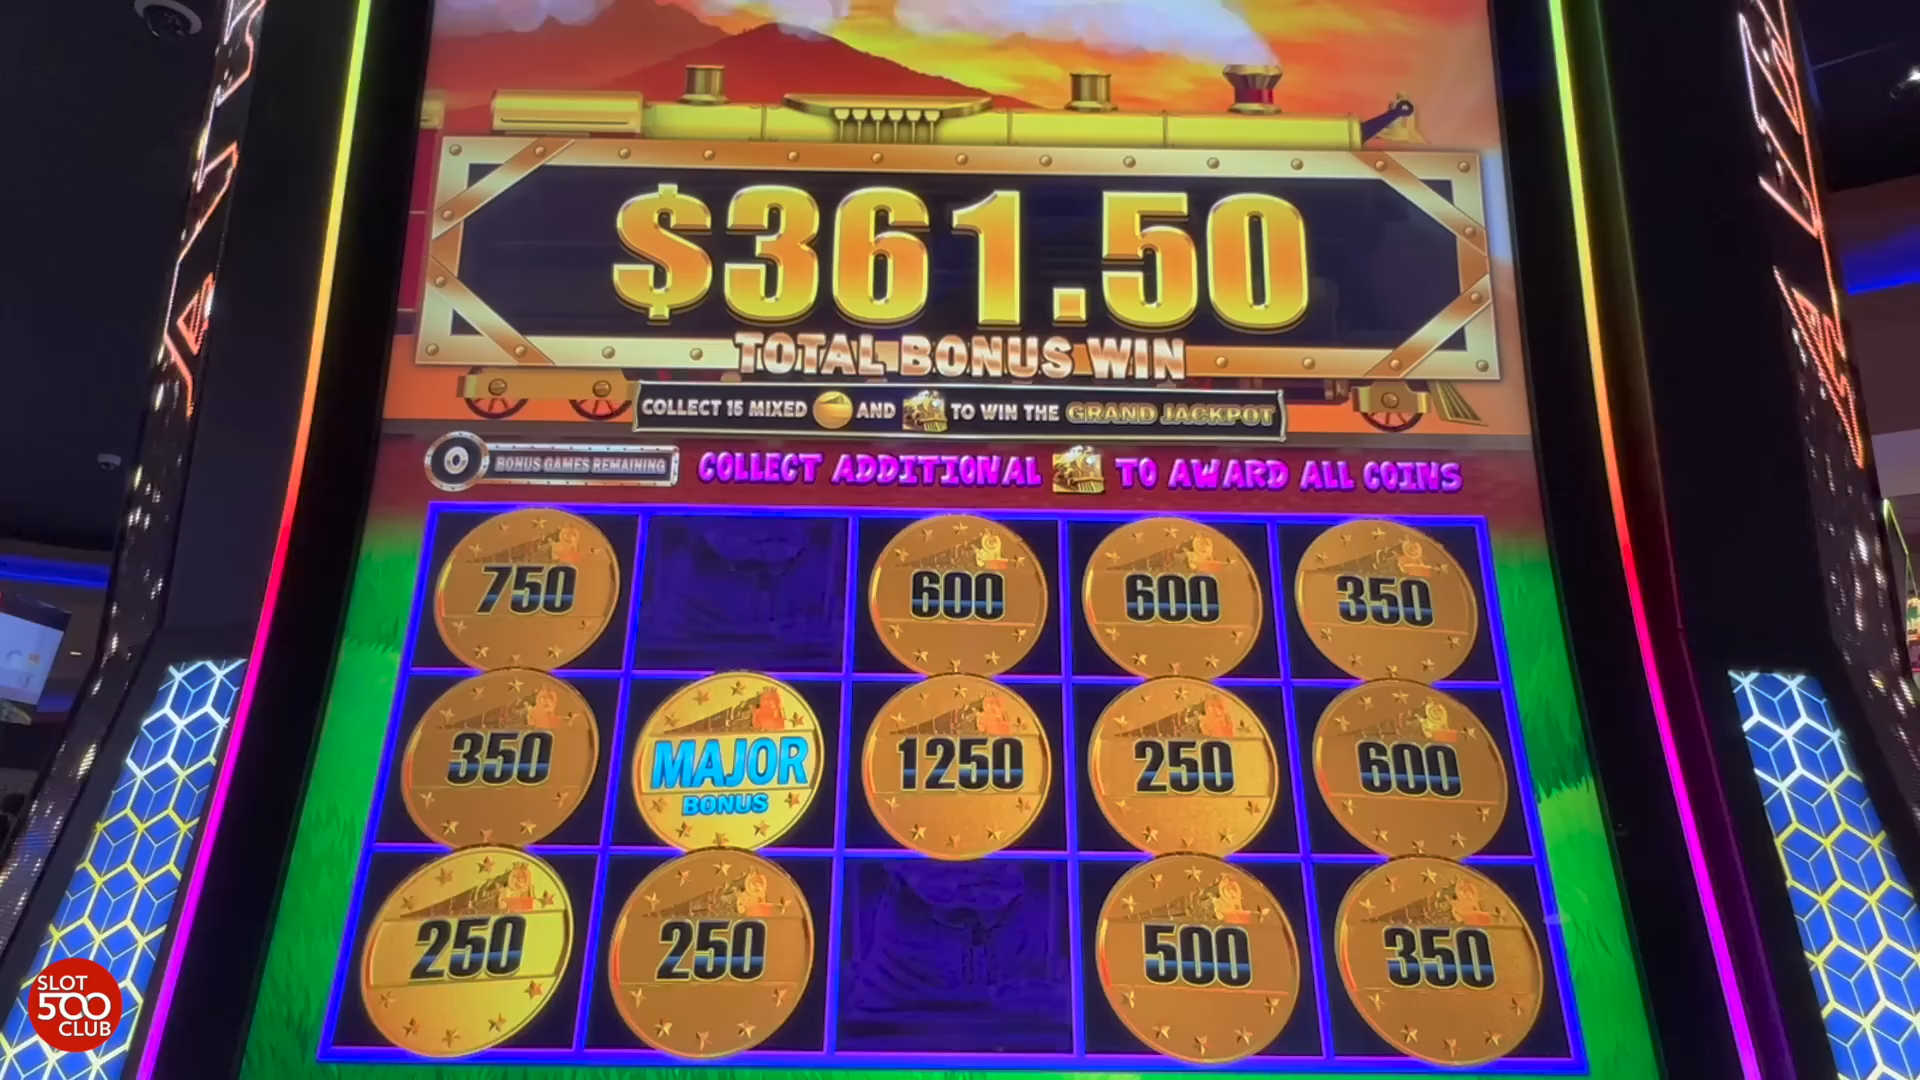 $361.50
TOTAL BONUS WIN
COLLECT 15 MIXED AND TO WIN THE GRAND JACKPOT
0 BONUS GAMES REMAINING
COLLECT ADDITIONAL TO AWARD ALL COINS
750 600 600 350
350 MAJOR BONUS 1250 250 600
250 250 500 350
SLOT
500
CLUB